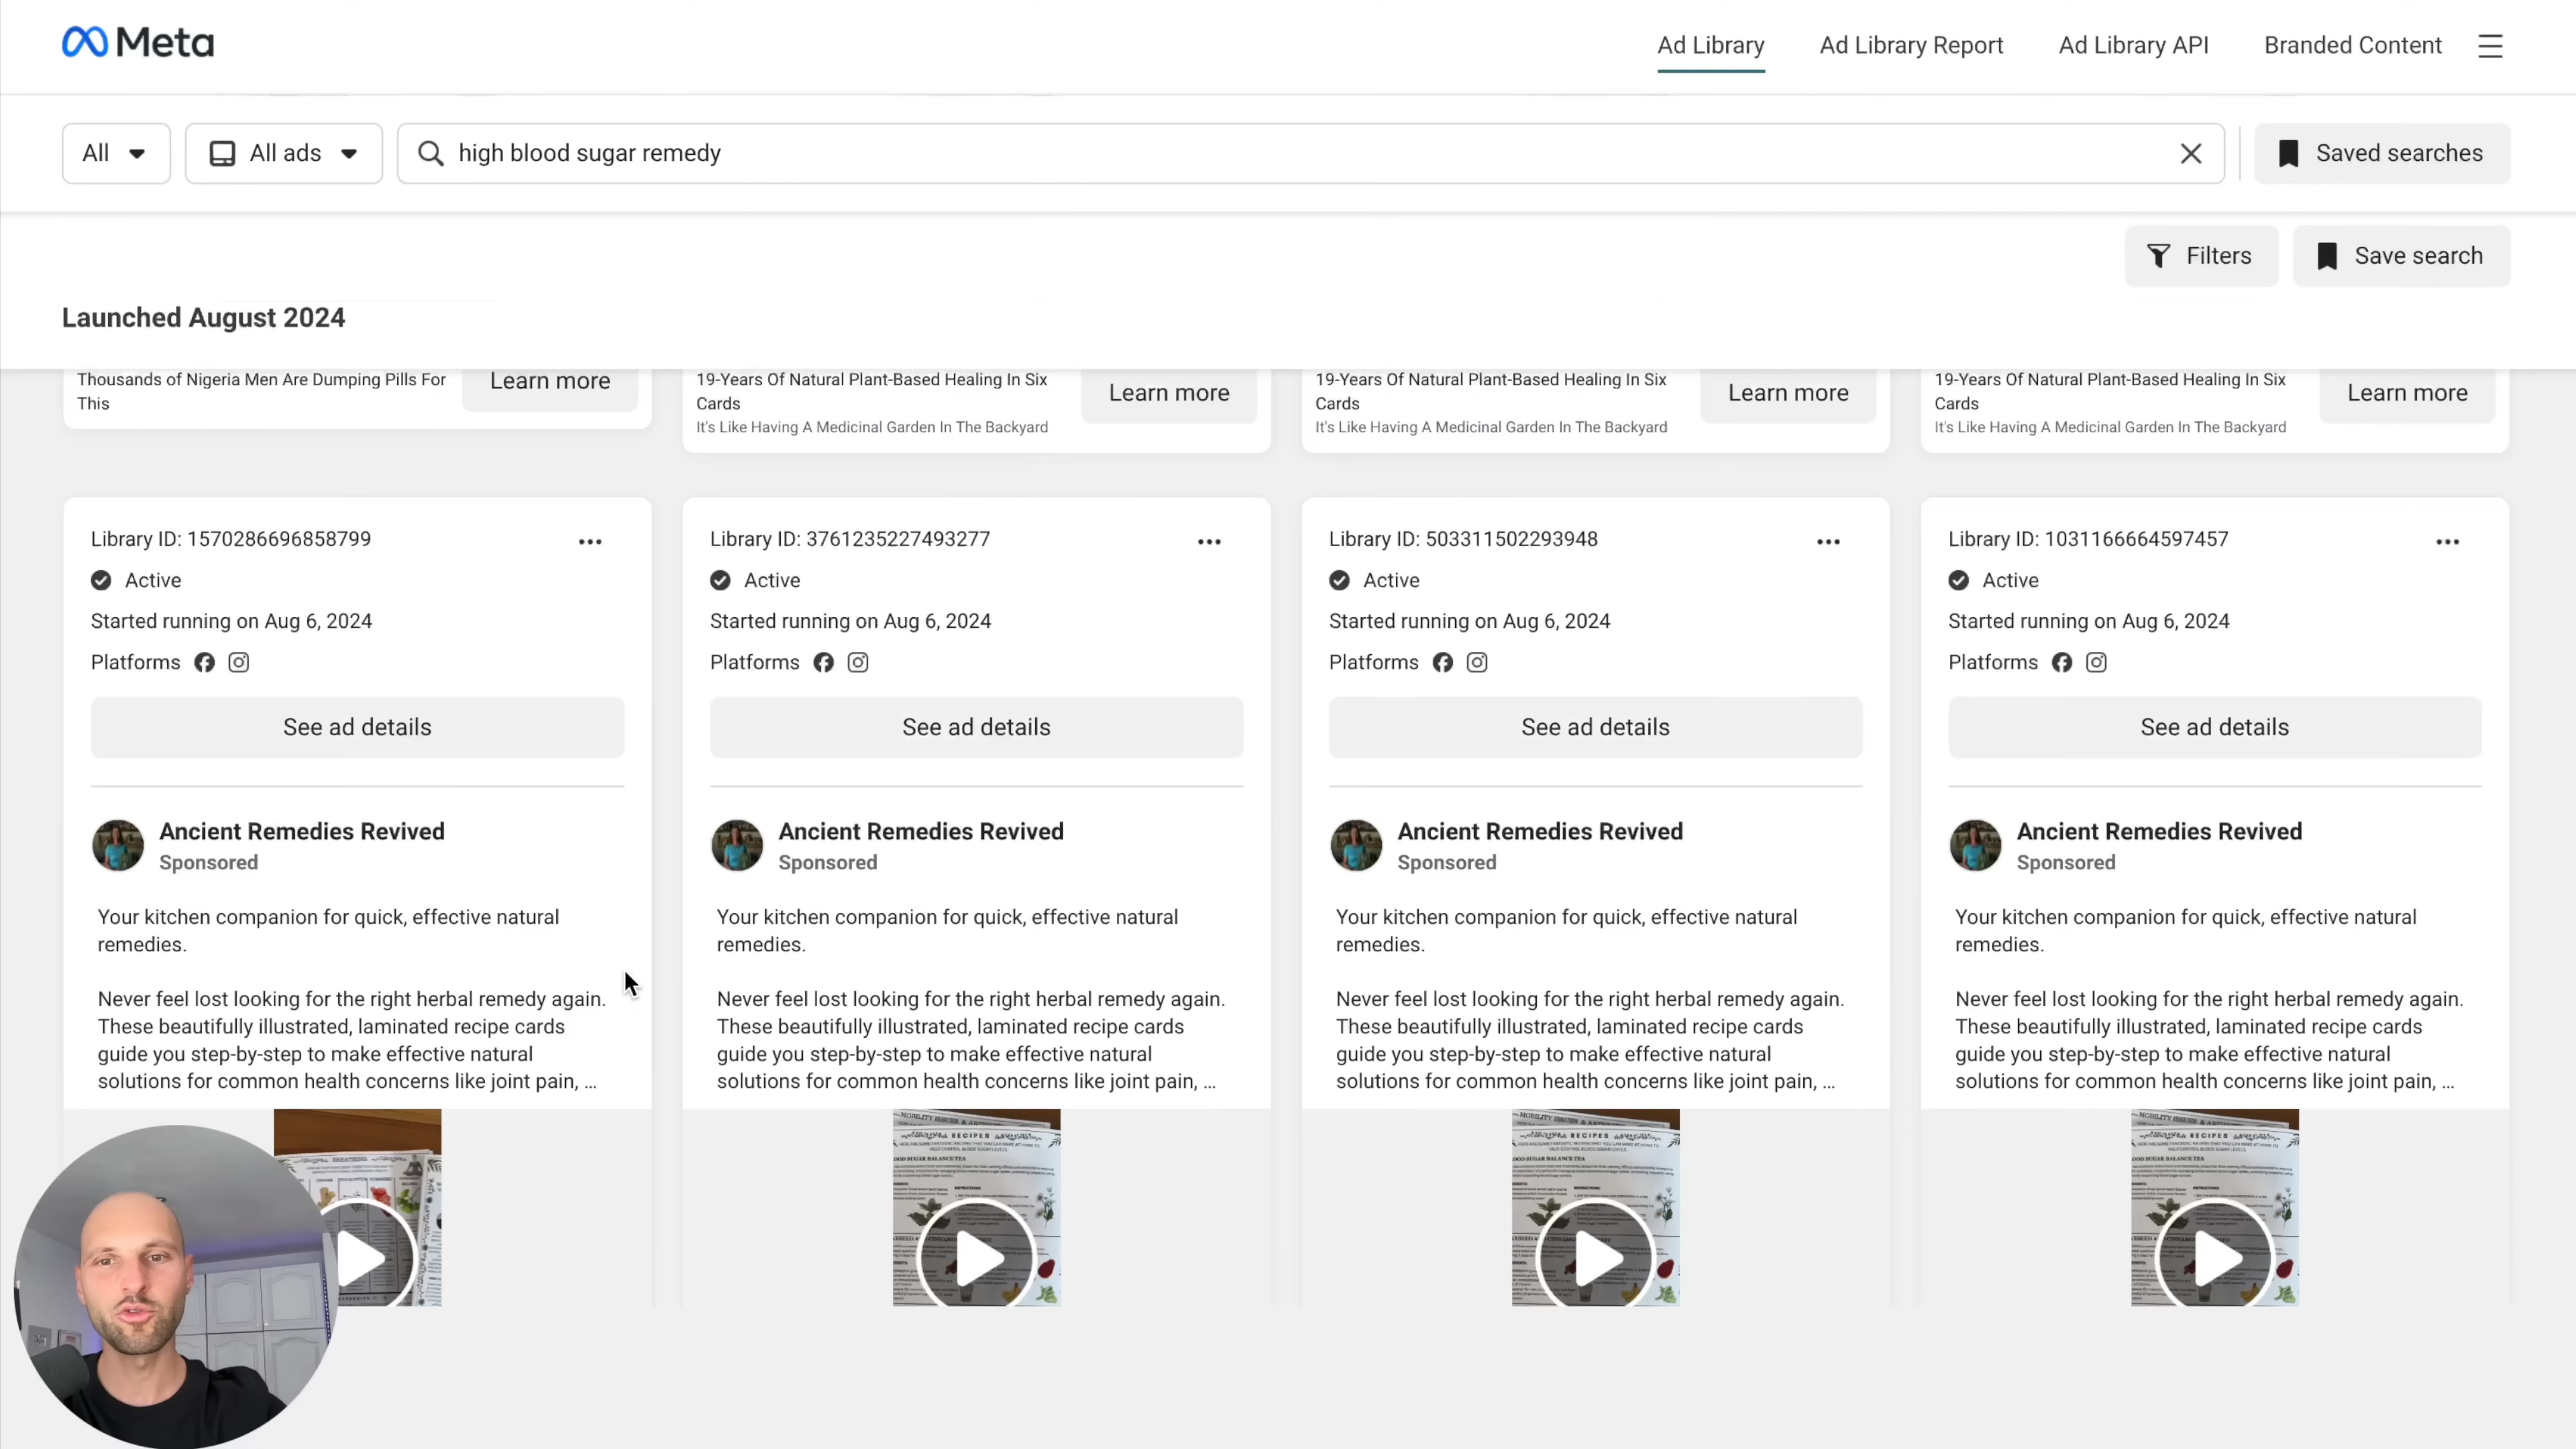 Meta
Ad Library
Ad Library Report
Ad Library API
Branded Content
All
All ads
high blood sugar remedy
Saved searches
Filters
Save search
Launched August 2024
Thousands of Nigeria Men Are Dumping Pills For
This
Learn more
19-Years Of Natural Plant-Based Healing In Six
Cards
It's Like Having A Medicinal Garden In The Backyard
Learn more
19-Years Of Natural Plant-Based Healing In Six
Cards
It's Like Having A Medicinal Garden In The Backyard
Learn more
19-Years Of Natural Plant-Based Healing In Six
Cards
It's Like Having A Medicinal Garden In The Backyard
Learn more
Library ID: 1570286696858799
Active
Started running on Aug 6, 2024
Platforms
See ad details
Ancient Remedies Revived
Sponsored
Your kitchen companion for quick, effective natural
remedies.
Never feel lost looking for the right herbal remedy again.
These beautifully illustrated, laminated recipe cards
guide you step-by-step to make effective natural
solutions for common health concerns like joint pain, ...
Library ID: 3761235227493277
Active
Started running on Aug 6, 2024
Platforms
See ad details
Ancient Remedies Revived
Sponsored
Your kitchen companion for quick, effective natural
remedies.
Never feel lost looking for the right herbal remedy again.
These beautifully illustrated, laminated recipe cards
guide you step-by-step to make effective natural
solutions for common health concerns like joint pain, ...
RECIPES
Library ID: 503311502293948
Active
Started running on Aug 6, 2024
Platforms
See ad details
Ancient Remedies Revived
Sponsored
Your kitchen companion for quick, effective natural
remedies.
Never feel lost looking for the right herbal remedy again.
These beautifully illustrated, laminated recipe cards
guide you step-by-step to make effective natural
solutions for common health concerns like joint pain, ...
RECIPES
Library ID: 1031166664597457
Active
Started running on Aug 6, 2024
Platforms
See ad details
Ancient Remedies Revived
Sponsored
Your kitchen companion for quick, effective natural
remedies.
Never feel lost looking for the right herbal remedy again.
These beautifully illustrated, laminated recipe cards
guide you step-by-step to make effective natural
solutions for common health concerns like joint pain, ...
RECIPES